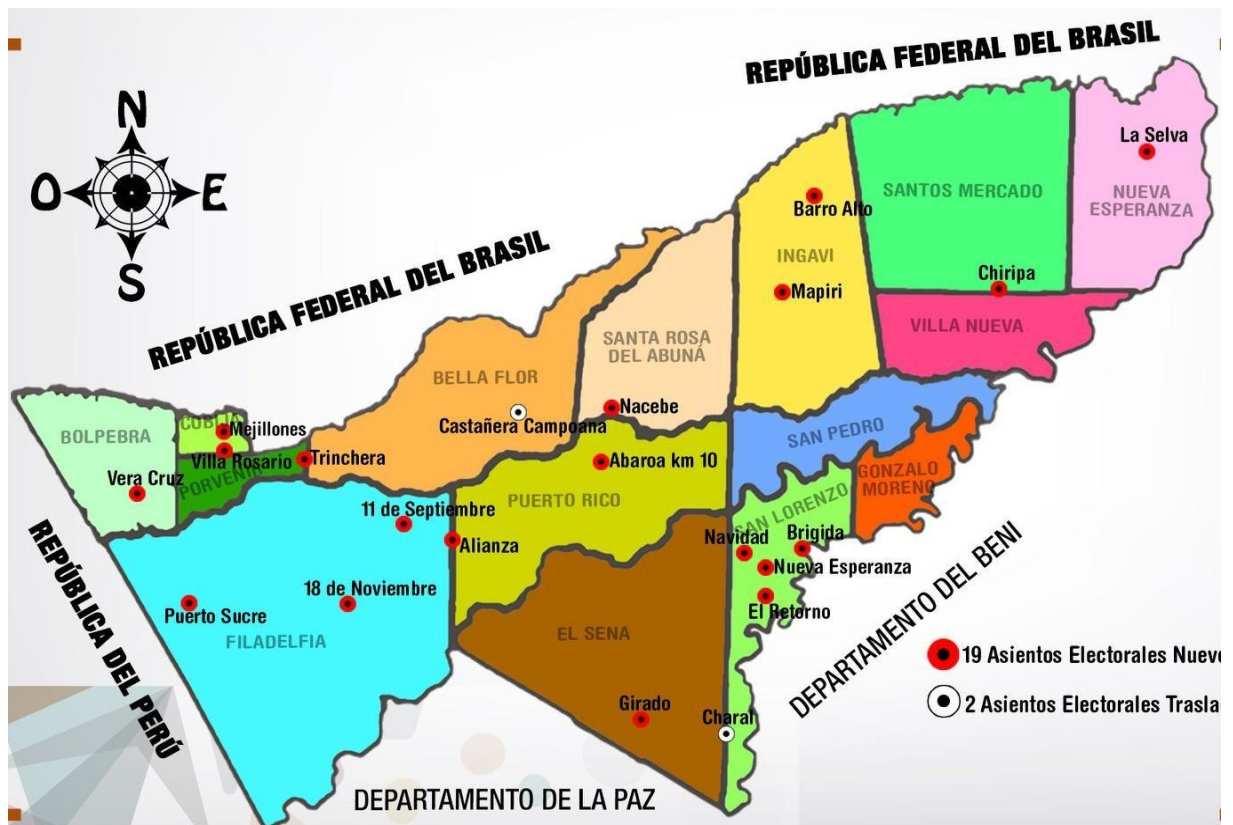 REPÚBLICA FEDERAL DEL BRASIL
N
O
E
S
REPÚBLICA FEDERAL DEL BRASIL
La Selva
SANTOS MERCADO
NUEVA
ESPERANZA
Barro Alto
INGAVI
Chiripa
Mapiri
VILLA NUEVA
SANTA ROSA
DEL ABUNÁ
BELLA FLOR
Nacebe
Castañera Campoana
COBIJA
Mejillones
BOLPEBRA
SAN PEDRO
Villa Rosario
Trinchera
Abaroa km 10
GONZALO
MORENO
Vera Cruz
PORVENIR
PUERTO RICO
11 de Septiembre
SAN LORENZO
Alianza
Navidad
Brigida
Nueva Esperanza
18 de Noviembre
Puerto Sucre
El Retorno
FILADELFIA
EL SENA
REPÚBLICA DEL PERÚ
DEPARTAMENTO DEL BENI
19 Asientos Electorales Nuevo
Girado
Charal
2 Asientos Electorales Trasla
DEPARTAMENTO DE LA PAZ